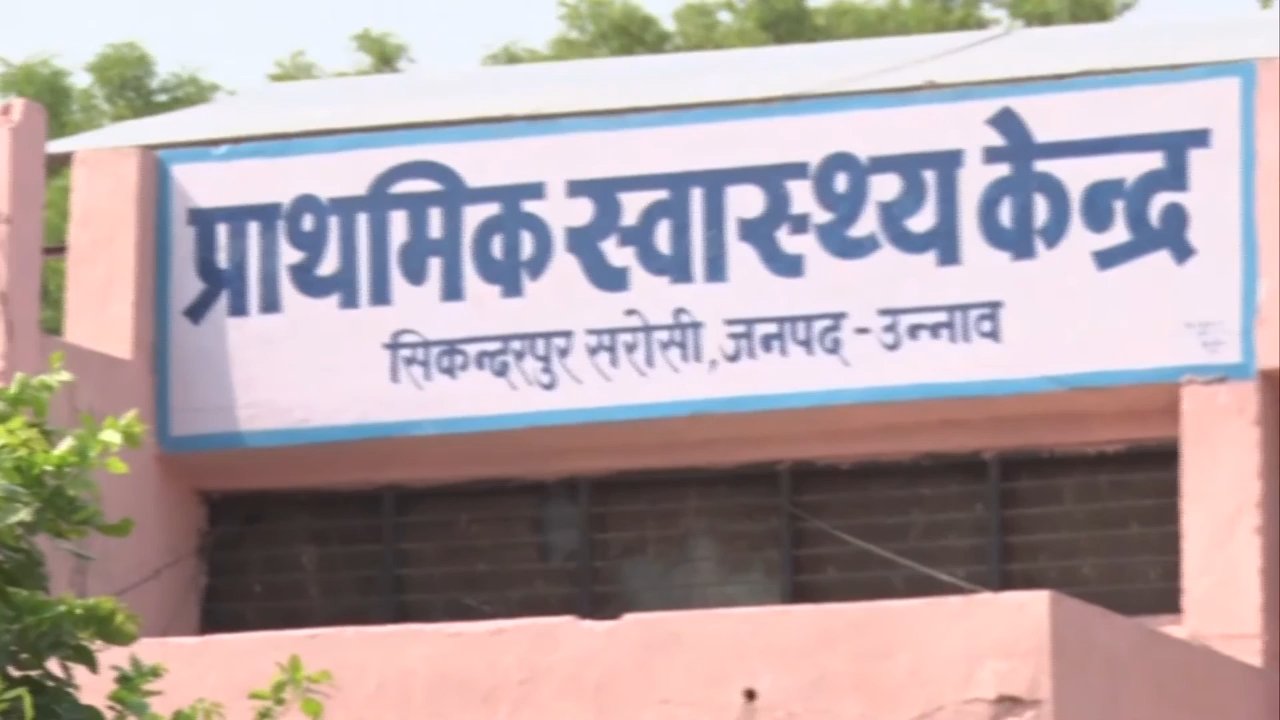 प्राथमिक स्वास्थ्य केन्द्र
सिकन्दरपुर सरोसी, जनपद - उन्नाव